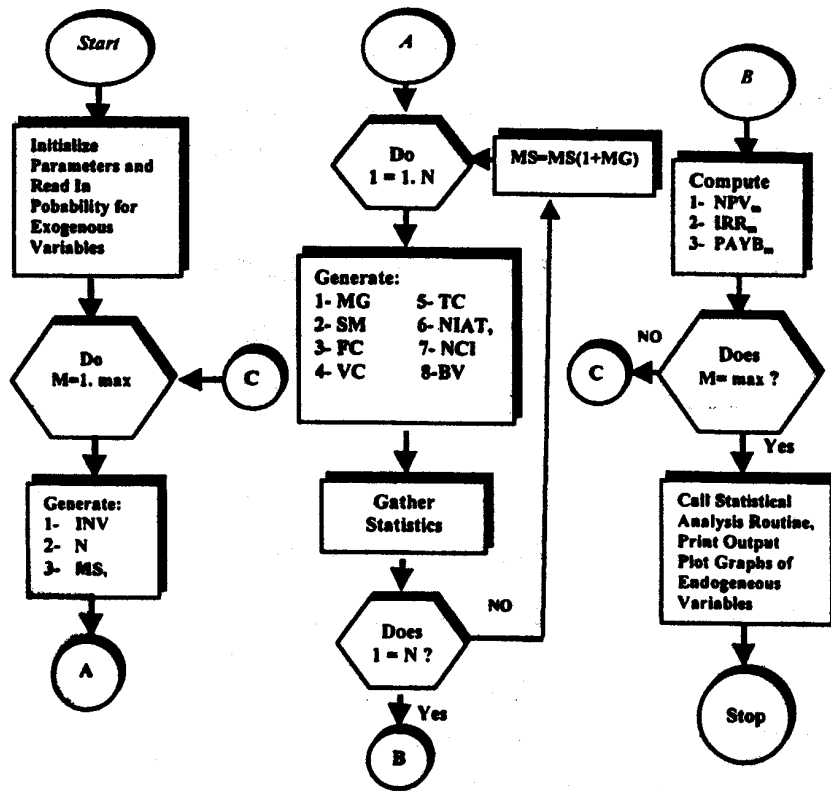 Start
Initialize
Parameters and
Read In
Pobability for
Exogenous
Variables
Do
M=1. max
C
Generate:
1- INV
2- N
3- MS,
A
A
Do
1 = 1. N
MS=MS(1+MG)
Generate:
1- MG 5- TC
2- SM 6- NIAT,
3- FC 7- NCI
4- VC 8-BV
Gather
Statistics
NO
Does
1 = N ?
Yes
B
B
Compute
1- NPVm
2- IRRm
3- PAYBm
NO
C
Does
M= max ?
Yes
Call Statistical
Analysis Routine,
Print Output
Plot Graphs of
Endogeneous
Variables
Stop